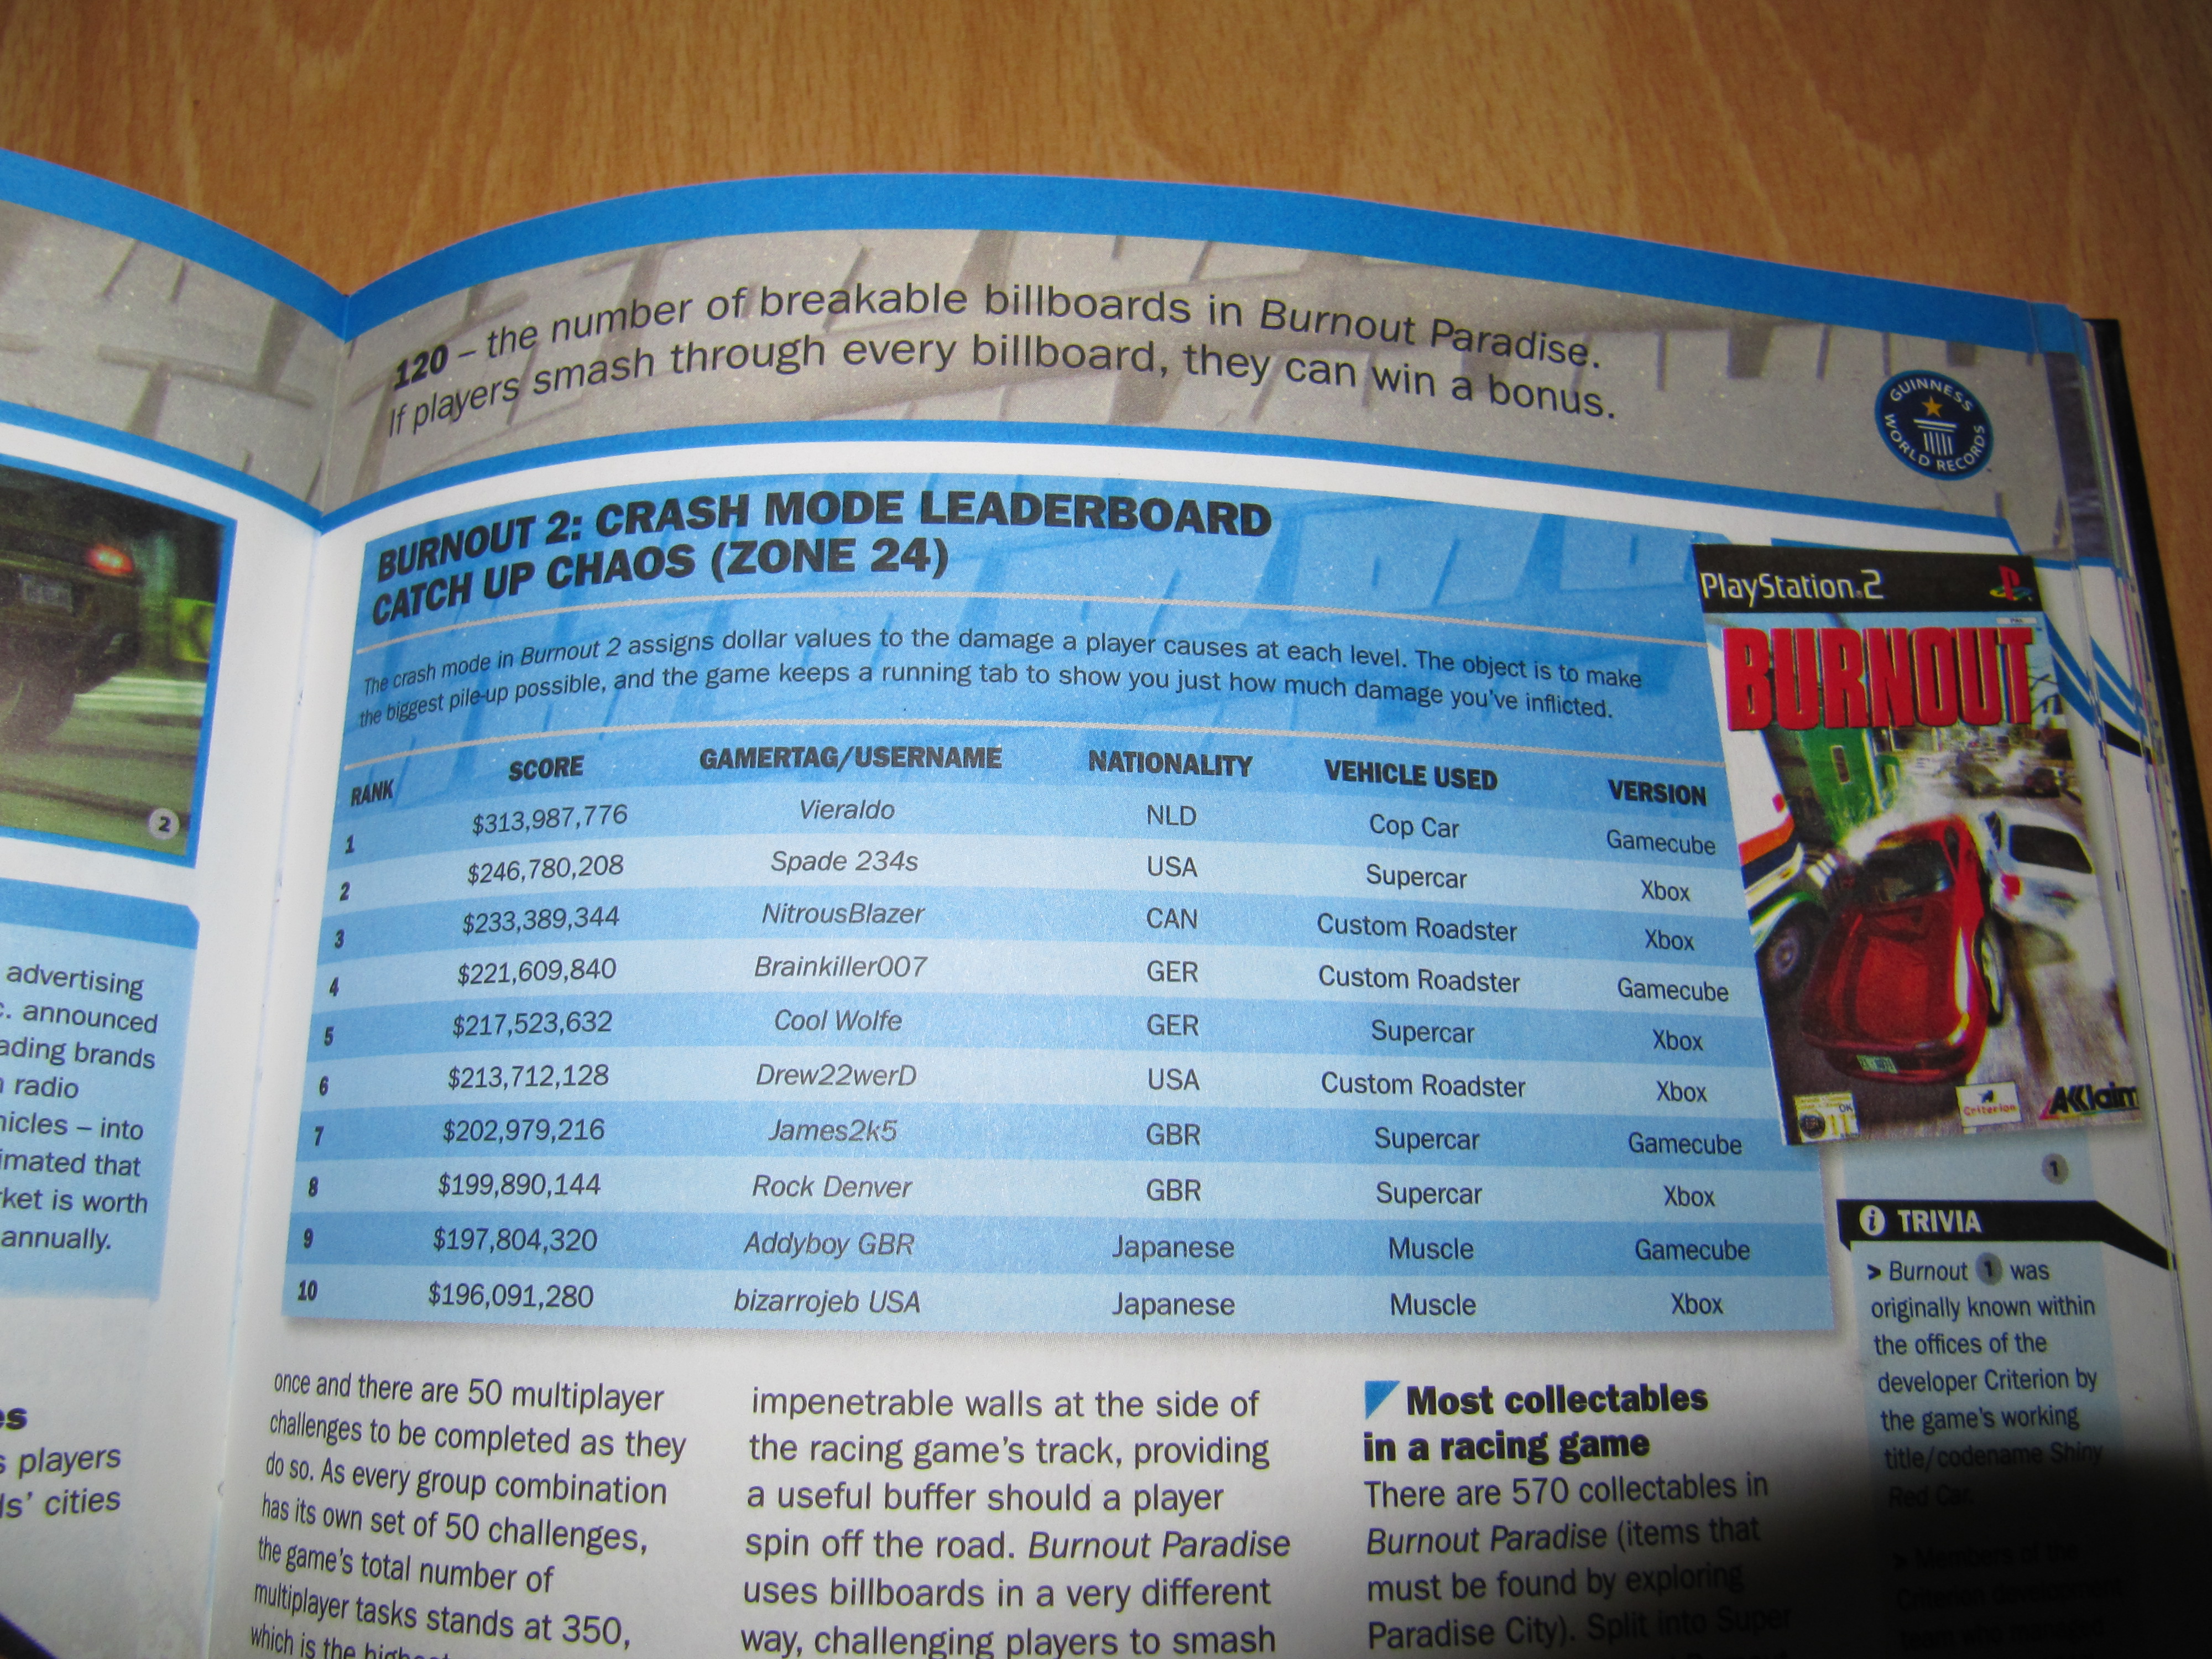 120 – the number of breakable billboards in Burnout Paradise.
If players smash through every billboard, they can win a bonus.
GUINNESS
WORLD RECORDS
2
advertising
announced
ading brands
radio
hicles – into
imated that
ket is worth
annually.
es
players
ds' cities
BURNOUT 2: CRASH MODE LEADERBOARD
CATCH UP CHAOS (ZONE 24)
The crash mode in Burnout 2 assigns dollar values to the damage a player causes at each level. The object is to make
the biggest pile-up possible, and the game keeps a running tab to show you just how much damage you've inflicted.
RANK SCORE GAMERTAG/USERNAME NATIONALITY VEHICLE USED VERSION
1 $313,987,776 Vieraldo NLD Cop Car Gamecube
2 $246,780,208 Spade 234s USA Supercar Xbox
3 $233,389,344 NitrousBlazer CAN Custom Roadster Xbox
4 $221,609,840 Brainkiller007 GER Custom Roadster Gamecube
5 $217,523,632 Cool Wolfe GER Supercar Xbox
6 $213,712,128 Drew22werD USA Custom Roadster Xbox
7 $202,979,216 James2k5 GBR Supercar Gamecube
8 $199,890,144 Rock Denver GBR Supercar Xbox
9 $197,804,320 Addyboy GBR Japanese Muscle Gamecube
10 $196,091,280 bizarrojeb USA Japanese Muscle Xbox
PlayStation.2
BURNOUT
Criterion
AKKlaim
1
once and there are 50 multiplayer
challenges to be completed as they
do so. As every group combination
has its own set of 50 challenges,
the game's total number of
multiplayer tasks stands at 350,
which is the
impenetrable walls at the side of
the racing game's track, providing
a useful buffer should a player
spin off the road. Burnout Paradise
uses billboards in a very different
way, challenging players to smash
Most collectables
in a racing game
There are 570 collectables in
Burnout Paradise (items that
must be found by exploring
Paradise City). Split into Super
i TRIVIA
> Burnout 1 was
originally known within
the offices of the
developer Criterion by
the game's working
title/codename Shiny
Red Car.
> Members of the
Criterion development
team who managed